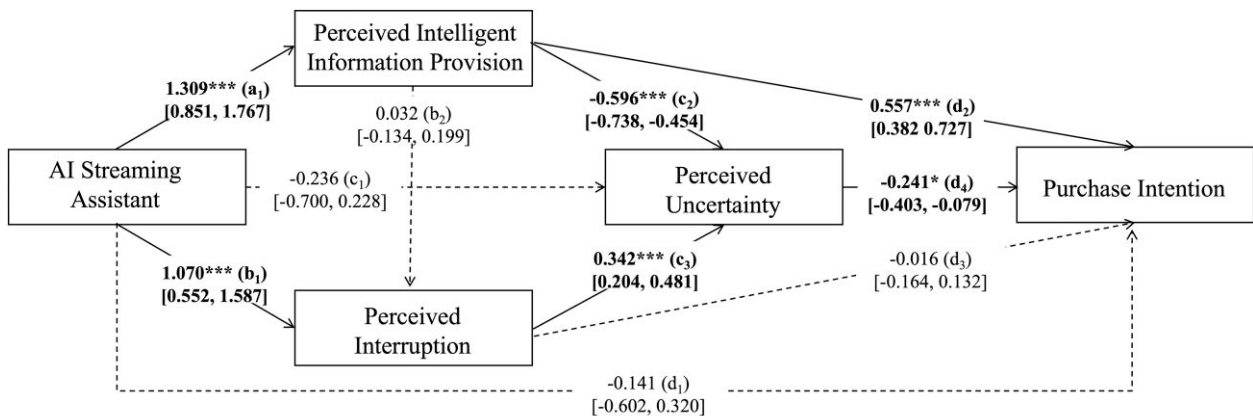 Perceived Intelligent
Information Provision
1.309*** (a₁)
[0.851, 1.767]
0.032 (b₂)
[-0.134, 0.199]
-0.596*** (c₂)
[-0.738, -0.454]
0.557*** (d₂)
[0.382 0.727]
AI Streaming
Assistant
-0.236 (c₁)
[-0.700, 0.228]
Perceived
Uncertainty
-0.241* (d₄)
[-0.403, -0.079]
Purchase Intention
1.070*** (b₁)
[0.552, 1.587]
0.342*** (c₃)
[0.204, 0.481]
-0.016 (d₃)
[-0.164, 0.132]
Perceived
Interruption
-0.141 (d₁)
[-0.602, 0.320]